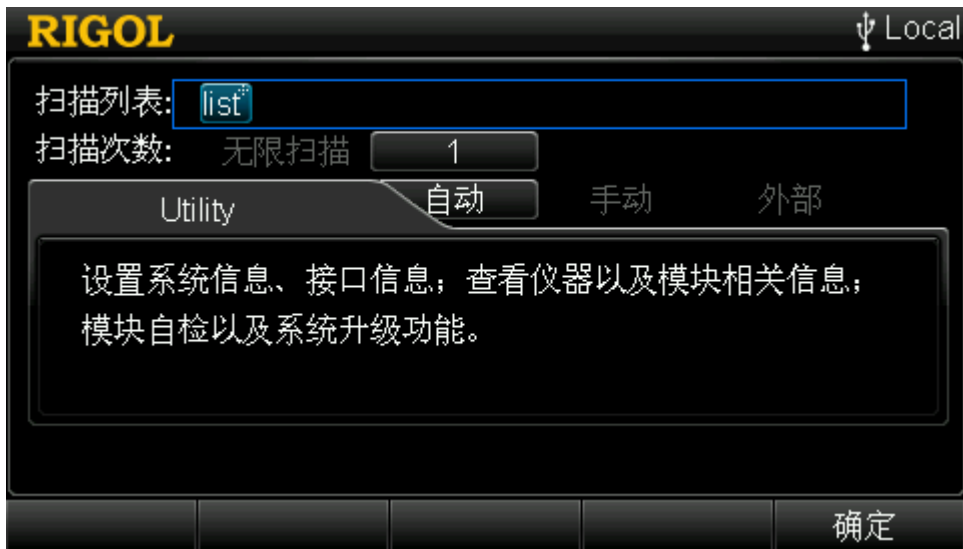 RIGOL Local
扫描列表: list
扫描次数: 无限扫描 1
Utility 自动 手动 外部
设置系统信息、接口信息；查看仪器以及模块相关信息；
模块自检以及系统升级功能。
确定